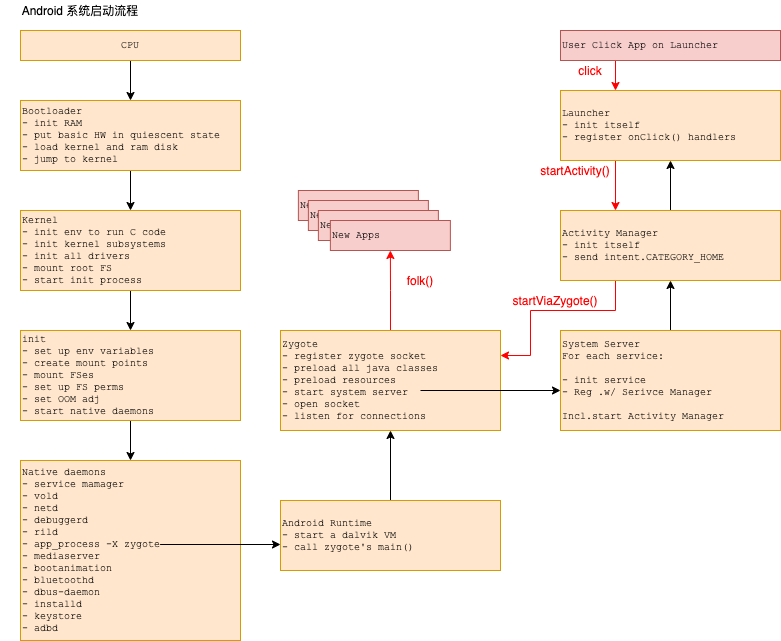 Android 系统启动流程
CPU
Bootloader
- init RAM
- put basic HW in quiescent state
- load kernel and ram disk
- jump to kernel
Kernel
- init env to run C code
- init kernel subsystems
- init all drivers
- mount root FS
- start init process
init
- set up env variables
- create mount points
- mount FSes
- set up FS perms
- set OOM adj
- start native daemons
Native daemons
- service mamager
- vold
- netd
- debuggerd
- rild
- app_process -X zygote
- mediaserver
- bootanimation
- bluetoothd
- dbus-daemon
- installd
- keystore
- adbd
Android Runtime
- start a dalvik VM
- call zygote's main()
Zygote
- register zygote socket
- preload all java classes
- preload resources
- start system server
- open socket
- listen for connections
folk()
New Apps
System Server
For each service:
- init service
- Reg .w/ Serivce Manager
Incl.start Activity Manager
startViaZygote()
Activity Manager
- init itself
- send intent.CATEGORY_HOME
startActivity()
Launcher
- init itself
- register onClick() handlers
click
User Click App on Launcher